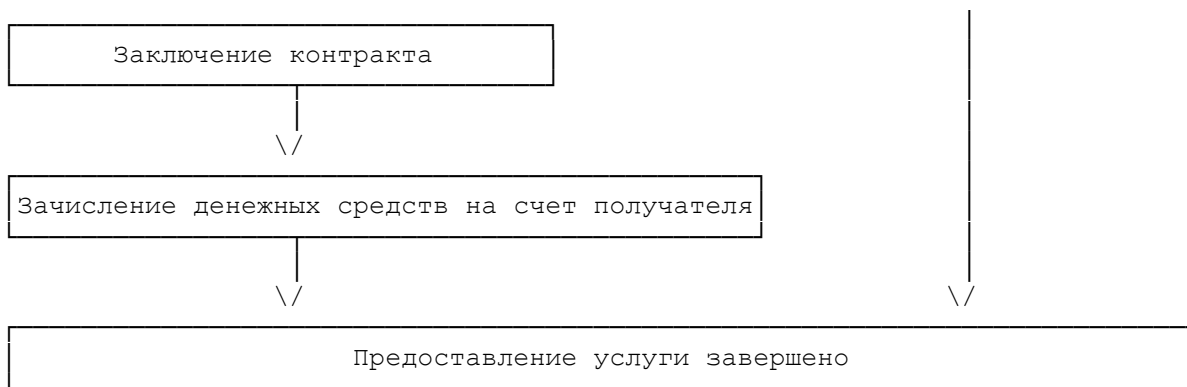 Заключение контракта
Зачисление денежных средств на счет получателя
Предоставление услуги завершено